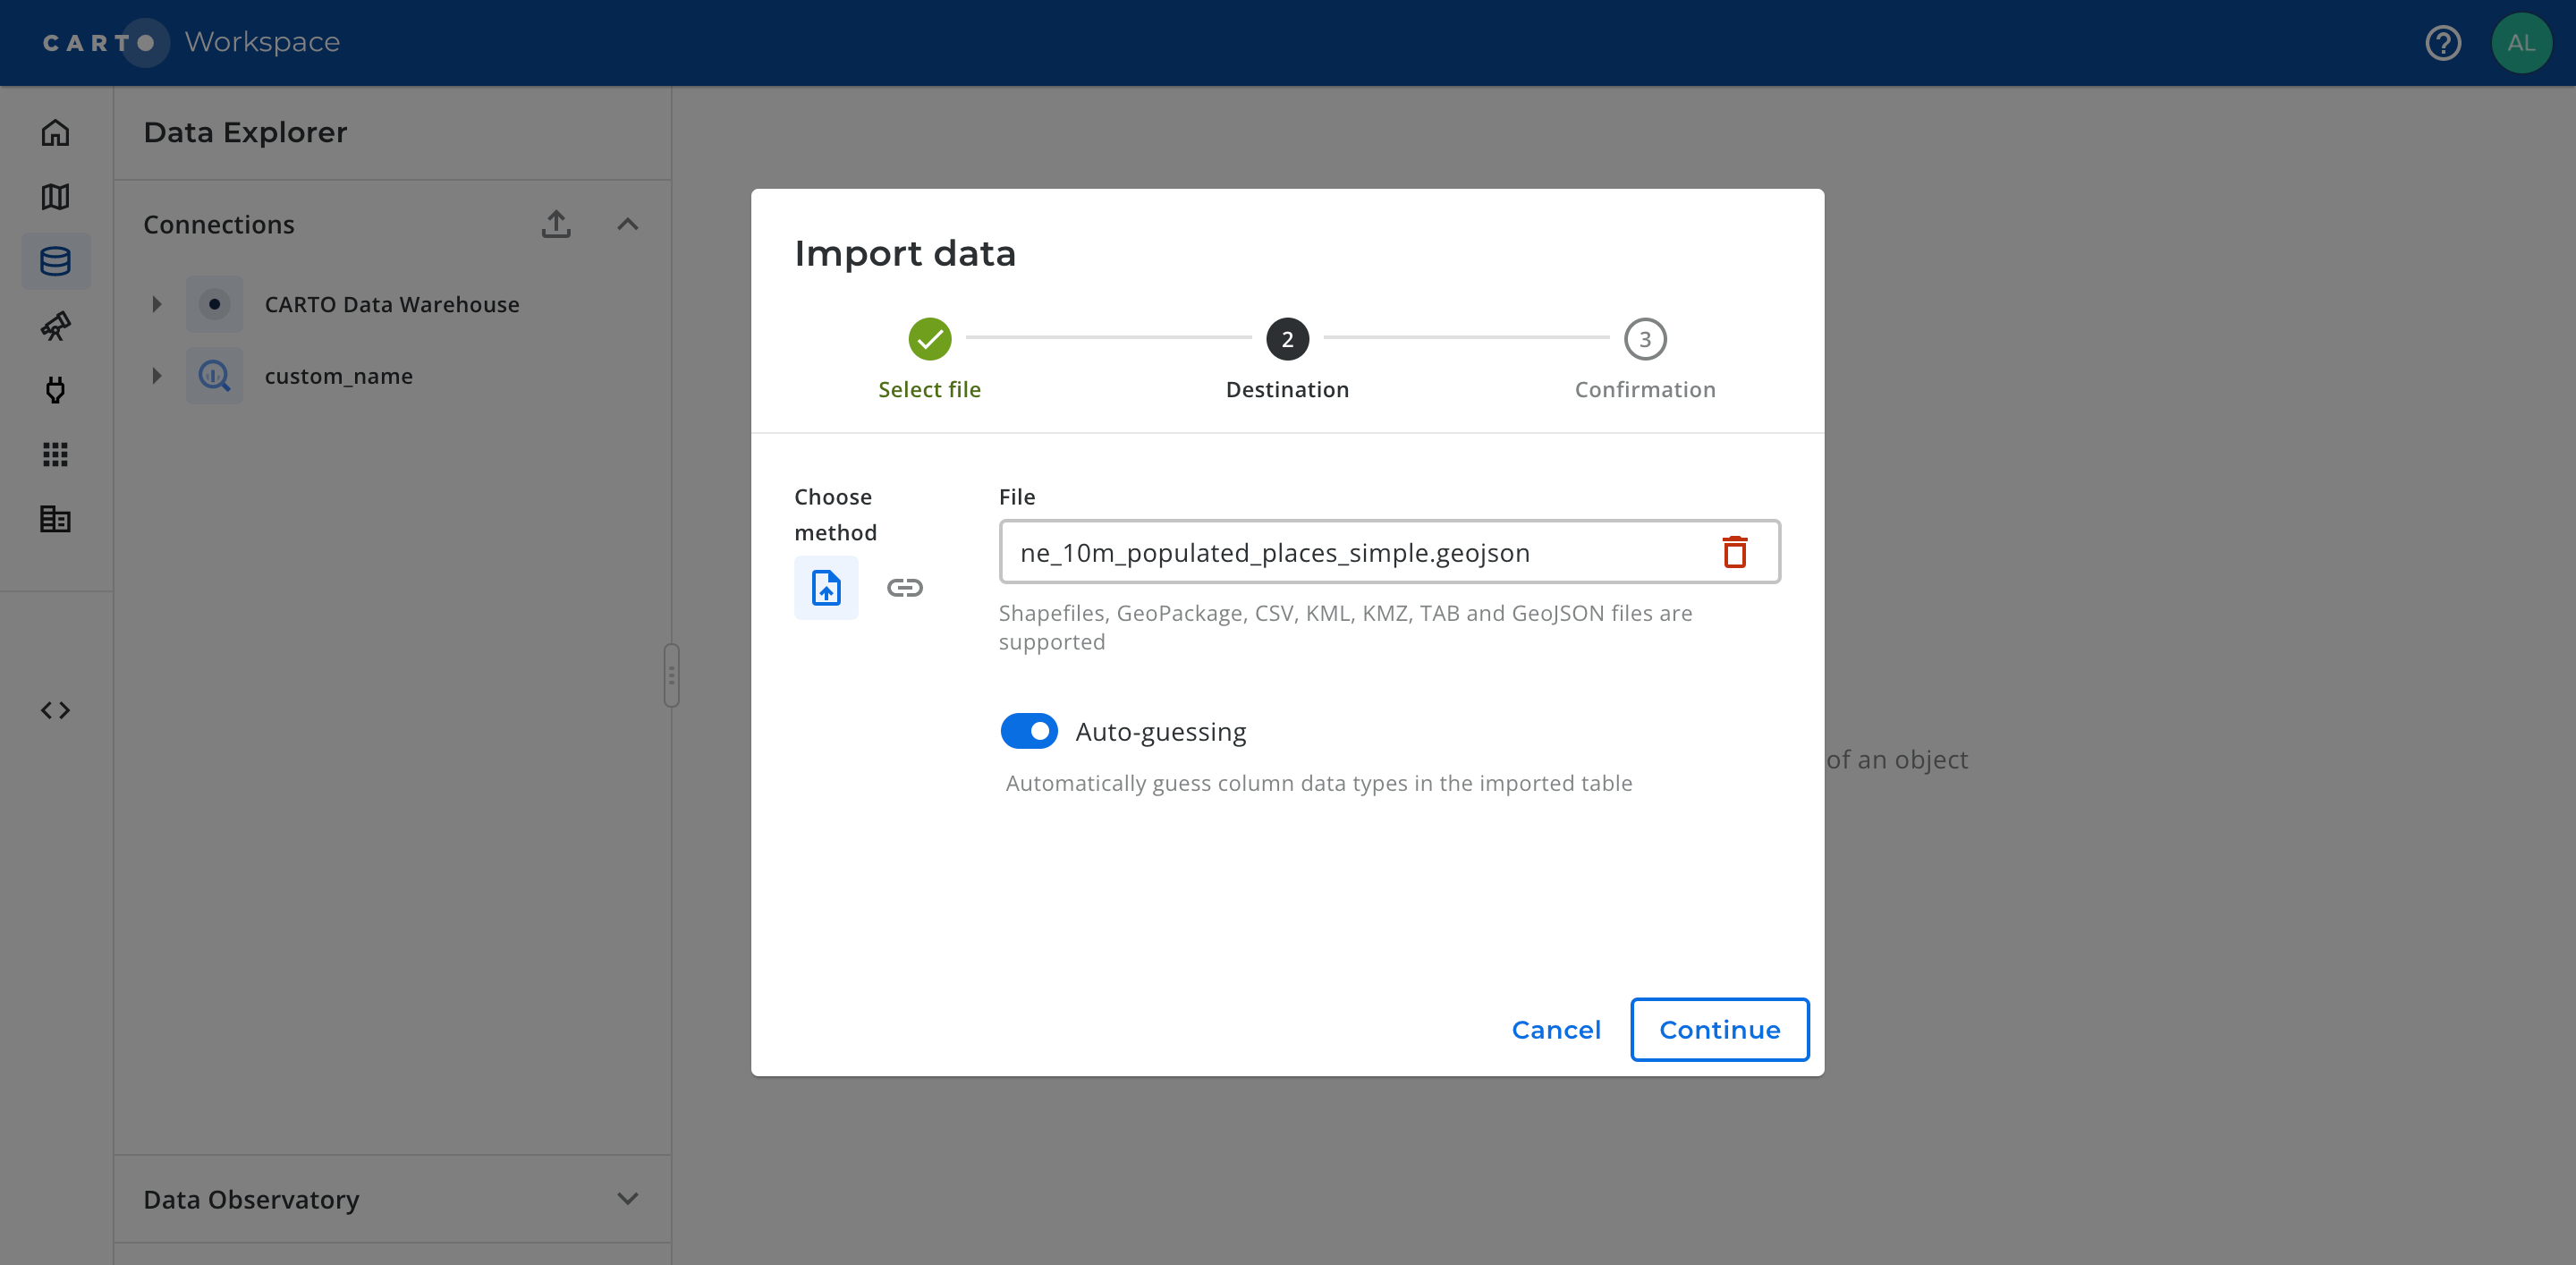 CARTO Workspace
AL
Data Explorer
Connections
CARTO Data Warehouse
custom_name
Data Observatory
Import data
2
3
Select file
Destination
Confirmation
Choose
method
File
ne_10m_populated_places_simple.geojson
Shapefiles, GeoPackage, CSV, KML, KMZ, TAB and GeoJSON files are
supported
Auto-guessing
Automatically guess column data types in the imported table
of an object
Cancel
Continue